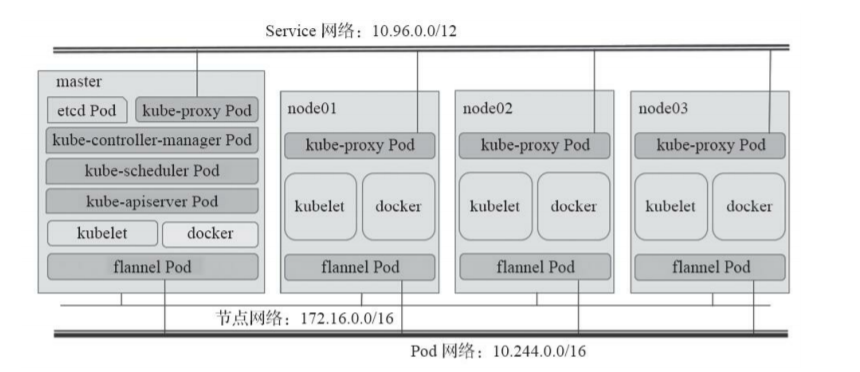 Service 网络：10.96.0.0/12
master
etcd Pod
kube-proxy Pod
kube-controller-manager Pod
kube-scheduler Pod
kube-apiserver Pod
kubelet
docker
flannel Pod
node01
kube-proxy Pod
kubelet
docker
flannel Pod
node02
kube-proxy Pod
kubelet
docker
flannel Pod
node03
kube-proxy Pod
kubelet
docker
flannel Pod
节点网络：172.16.0.0/16
Pod 网络：10.244.0.0/16